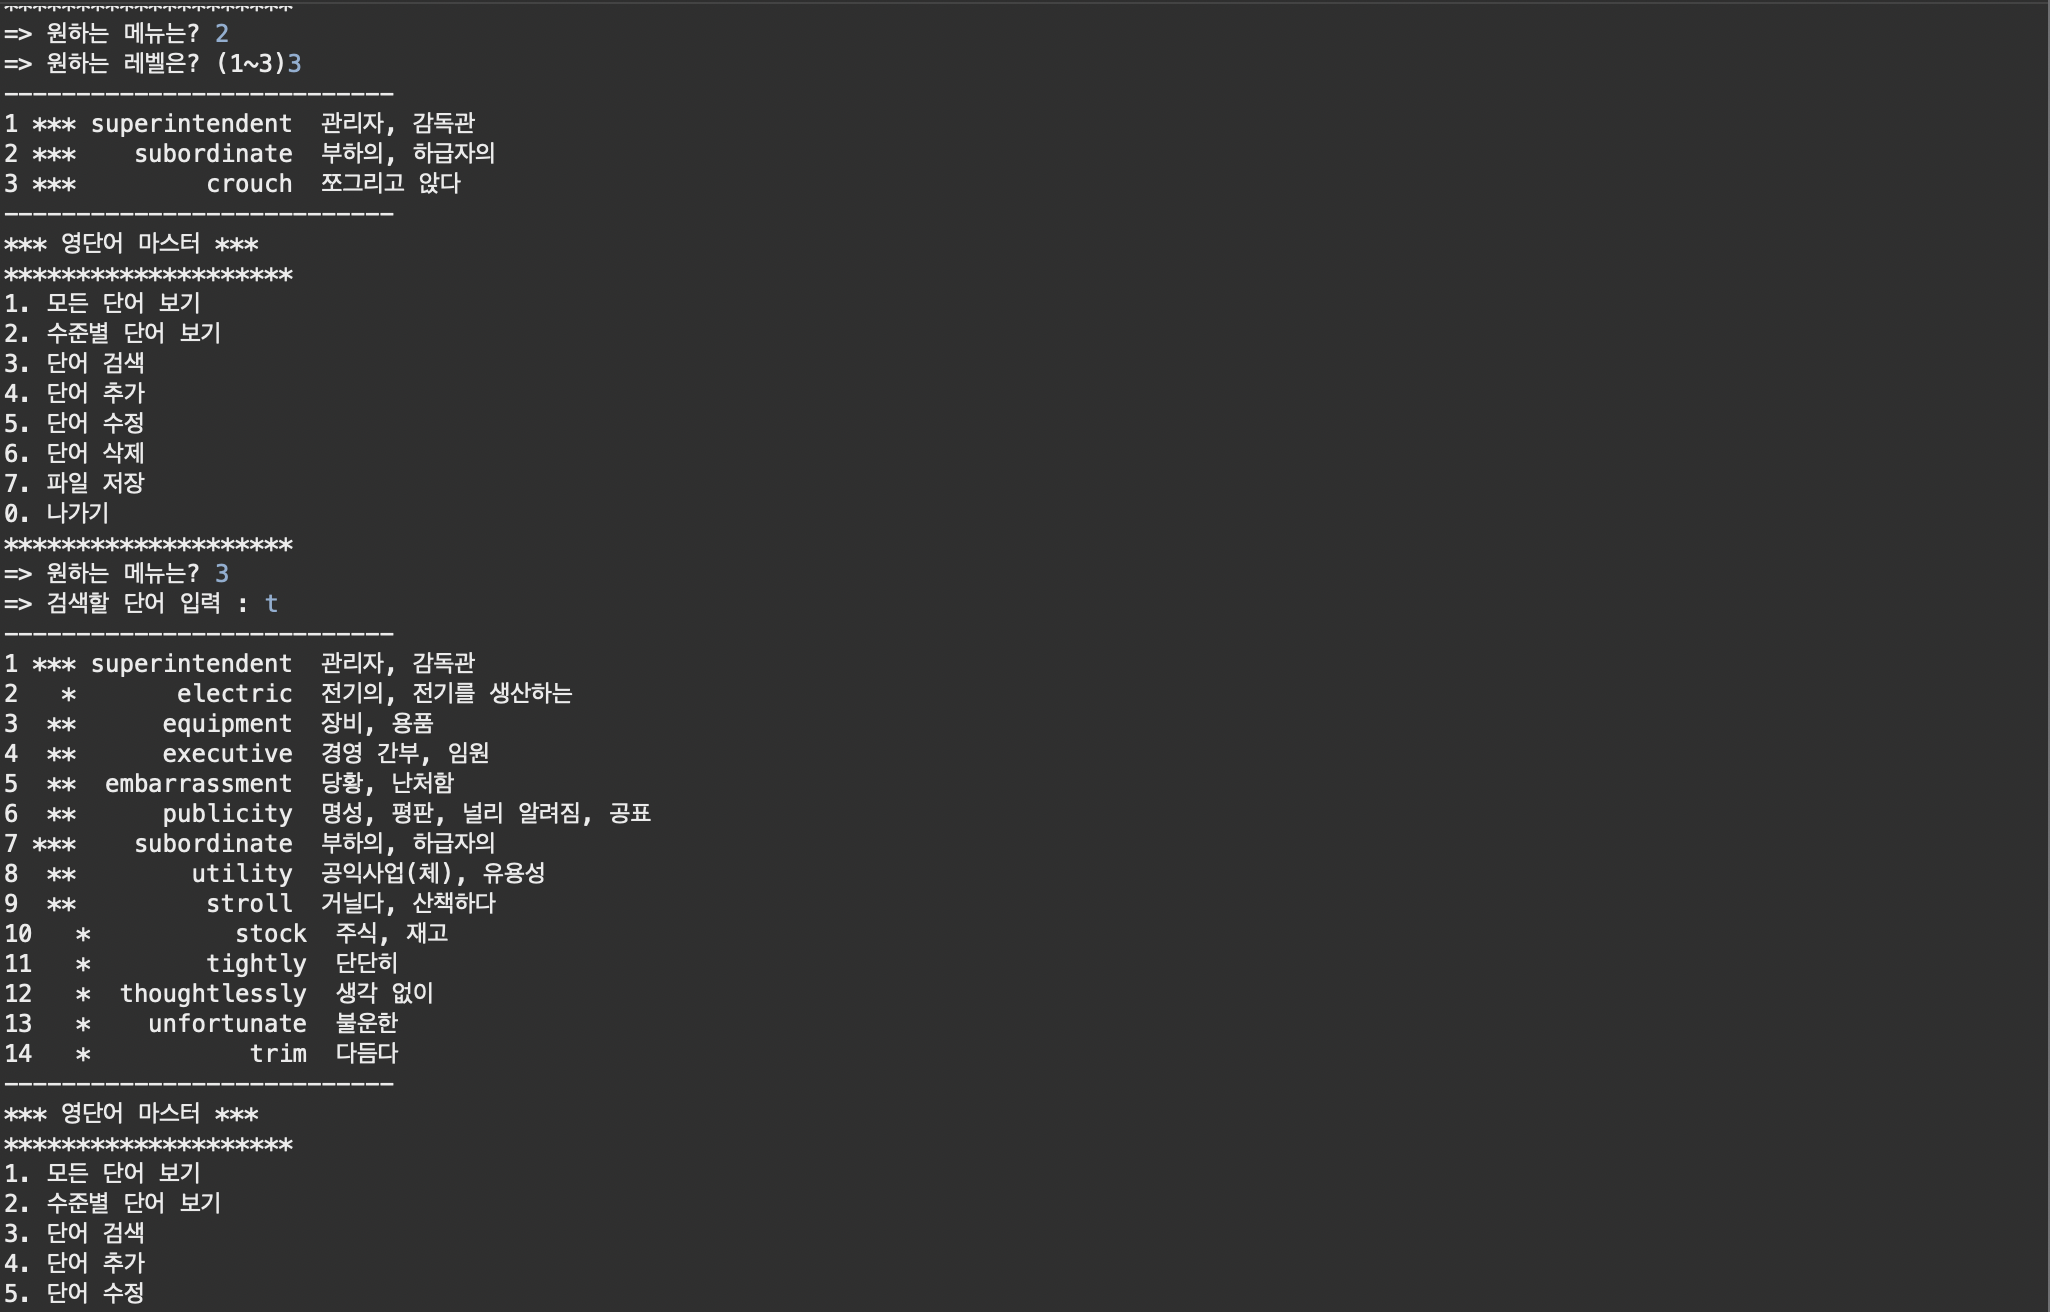 ********************
=> 원하는 메뉴는? 2
=> 원하는 레벨은? (1~3)3
---------------------------
1 *** superintendent  관리자, 감독관
2 ***    subordinate  부하의, 하급자의
3 ***         crouch  쪼그리고 앉다
---------------------------
*** 영단어 마스터 ***
********************
1. 모든 단어 보기
2. 수준별 단어 보기
3. 단어 검색
4. 단어 추가
5. 단어 수정
6. 단어 삭제
7. 파일 저장
0. 나가기
********************
=> 원하는 메뉴는? 3
=> 검색할 단어 입력 : t
---------------------------
1 *** superintendent  관리자, 감독관
2   *       electric  전기의, 전기를 생산하는
3  **      equipment  장비, 용품
4  **      executive  경영 간부, 임원
5  **  embarrassment  당황, 난처함
6  **      publicity  명성, 평판, 널리 알려짐, 공표
7 ***    subordinate  부하의, 하급자의
8  **        utility  공익사업(체), 유용성
9  **         stroll  거닐다, 산책하다
10   *          stock  주식, 재고
11   *        tightly  단단히
12   *  thoughtlessly  생각 없이
13   *    unfortunate  불운한
14   *           trim  다듬다
---------------------------
*** 영단어 마스터 ***
********************
1. 모든 단어 보기
2. 수준별 단어 보기
3. 단어 검색
4. 단어 추가
5. 단어 수정